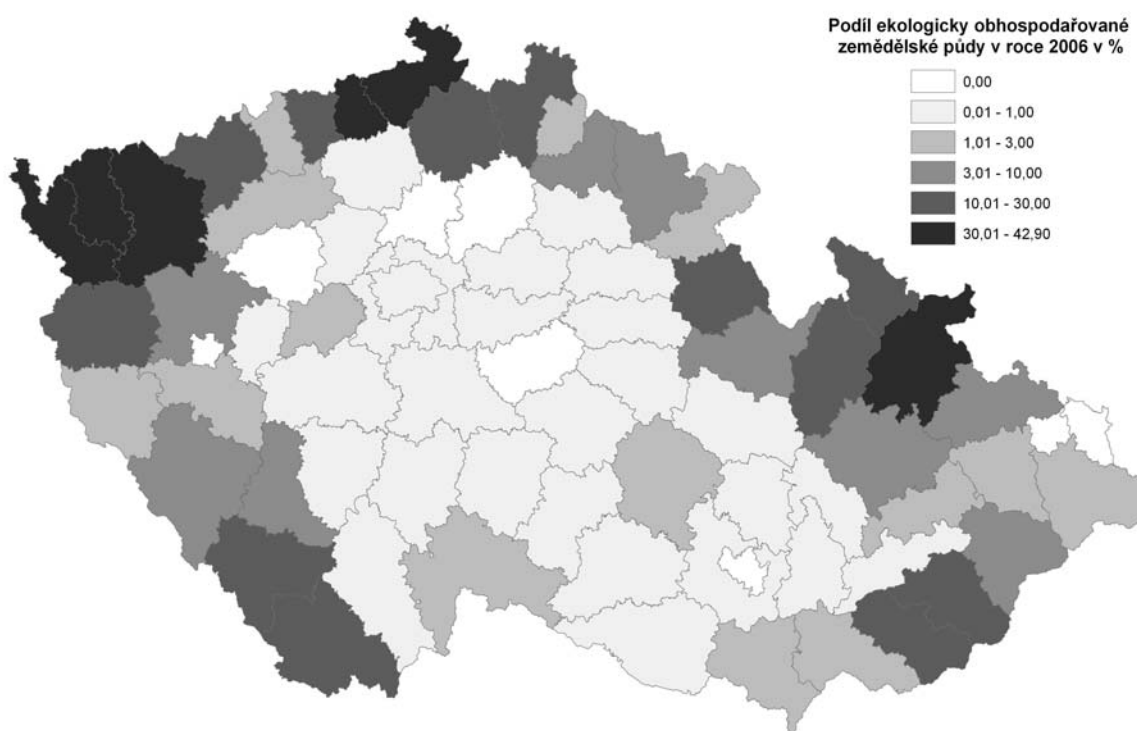 Podíl ekologicky obhospodařované
zemědělské půdy v roce 2006 v %
0,00
0,01 - 1,00
1,01 - 3,00
3,01 - 10,00
10,01 - 30,00
30,01 - 42,90